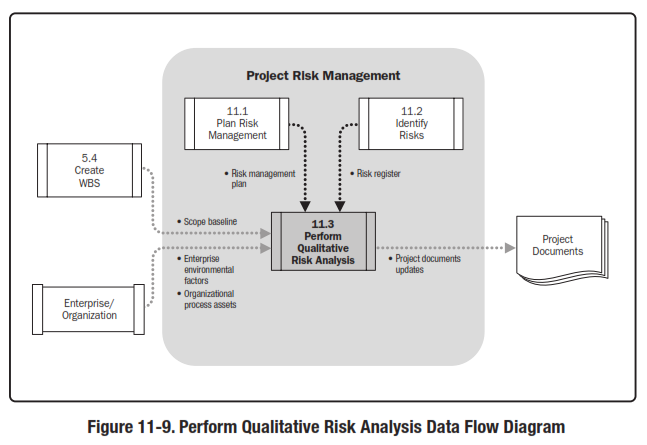 Project Risk Management
11.1
Plan Risk
Management
11.2
Identify
Risks
5.4
Create
WBS
• Risk management
plan
• Risk register
• Scope baseline
11.3
Perform
Qualitative
Risk Analysis
• Enterprise
environmental
factors
• Organizational
process assets
• Project documents
updates
Project
Documents
Enterprise/
Organization
Figure 11-9. Perform Qualitative Risk Analysis Data Flow Diagram